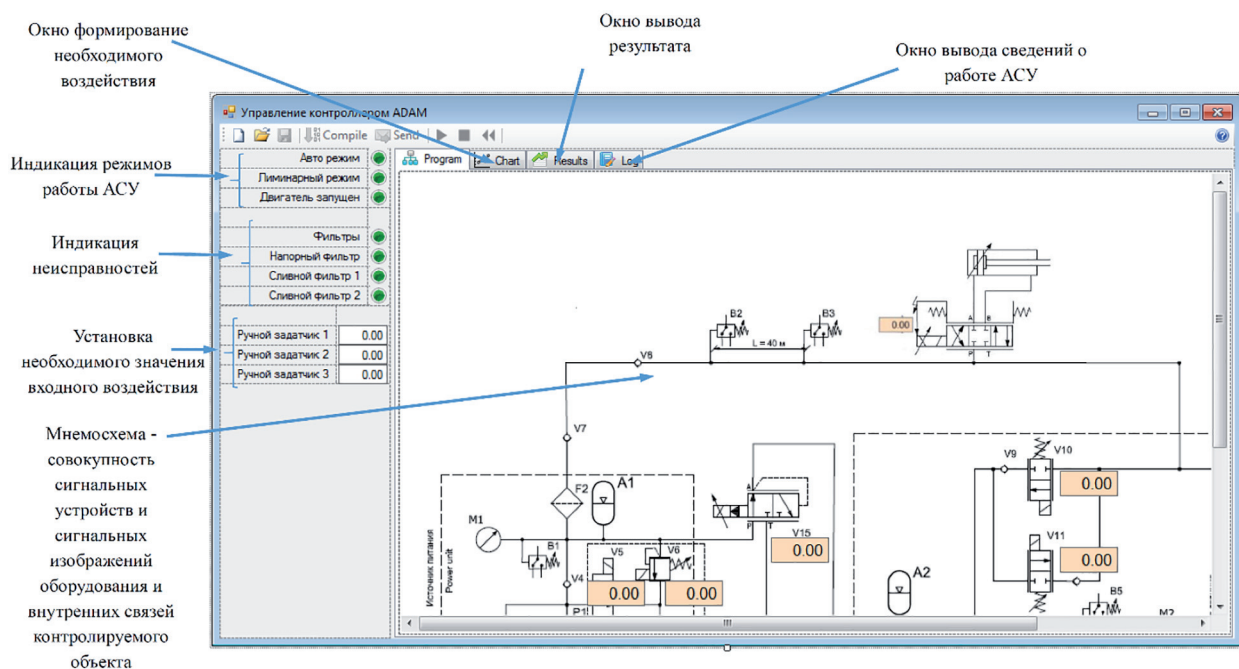 Окно формирование
необходимого
воздействия
Окно вывода
результата
Окно вывода сведений о
работе АСУ
Индикация режимов
работы АСУ
Индикация
неисправностей
Установка
необходимого значения
входного воздействия
Мнемосхема -
совокупность
сигнальных
устройств и
сигнальных
изображений
оборудования и
внутренних связей
контролируемого
объекта
Управление контроллером ADAM
Compile Send
Авто режим
Лиминарный режим
Двигатель запущен
Фильтры
Напорный фильтр
Сливной фильтр 1
Сливной фильтр 2
Ручной задатчик 1 0.00
Ручной задатчик 2 0.00
Ручной задатчик 3 0.00
Program Chart Results Log
B2 B3
L = 40 м
V8
0.00
A B
P T
V7
F2
A1
M1
B1
V4
V5 V6
0.00 0.00
P1
Источник питания
Power unit
A
P T
V15
0.00
V9 V10
0.00
V11
0.00
A2
B5
M2